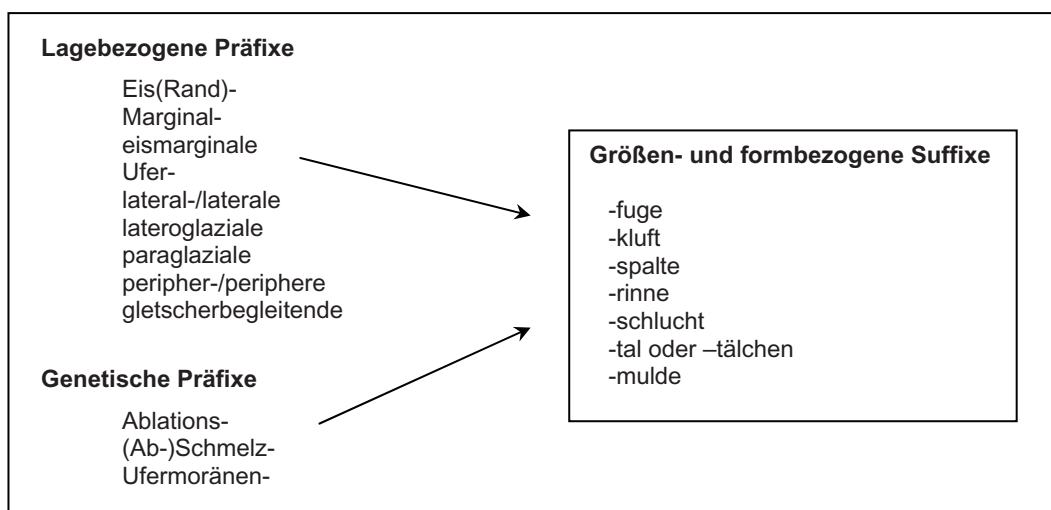 Lagebezogene Präfixe
Eis(Rand)-
Marginal-
eismarginale
Ufer-
lateral-/laterale
lateroglaziale
paraglaziale
peripher-/periphere
gletscherbegleitende
Genetische Präfixe
Ablations-
(Ab-)Schmelz-
Ufermoränen-
Größen- und formbezogene Suffixe
-fuge
-kluft
-spalte
-rinne
-schlucht
-tal oder –tälchen
-mulde